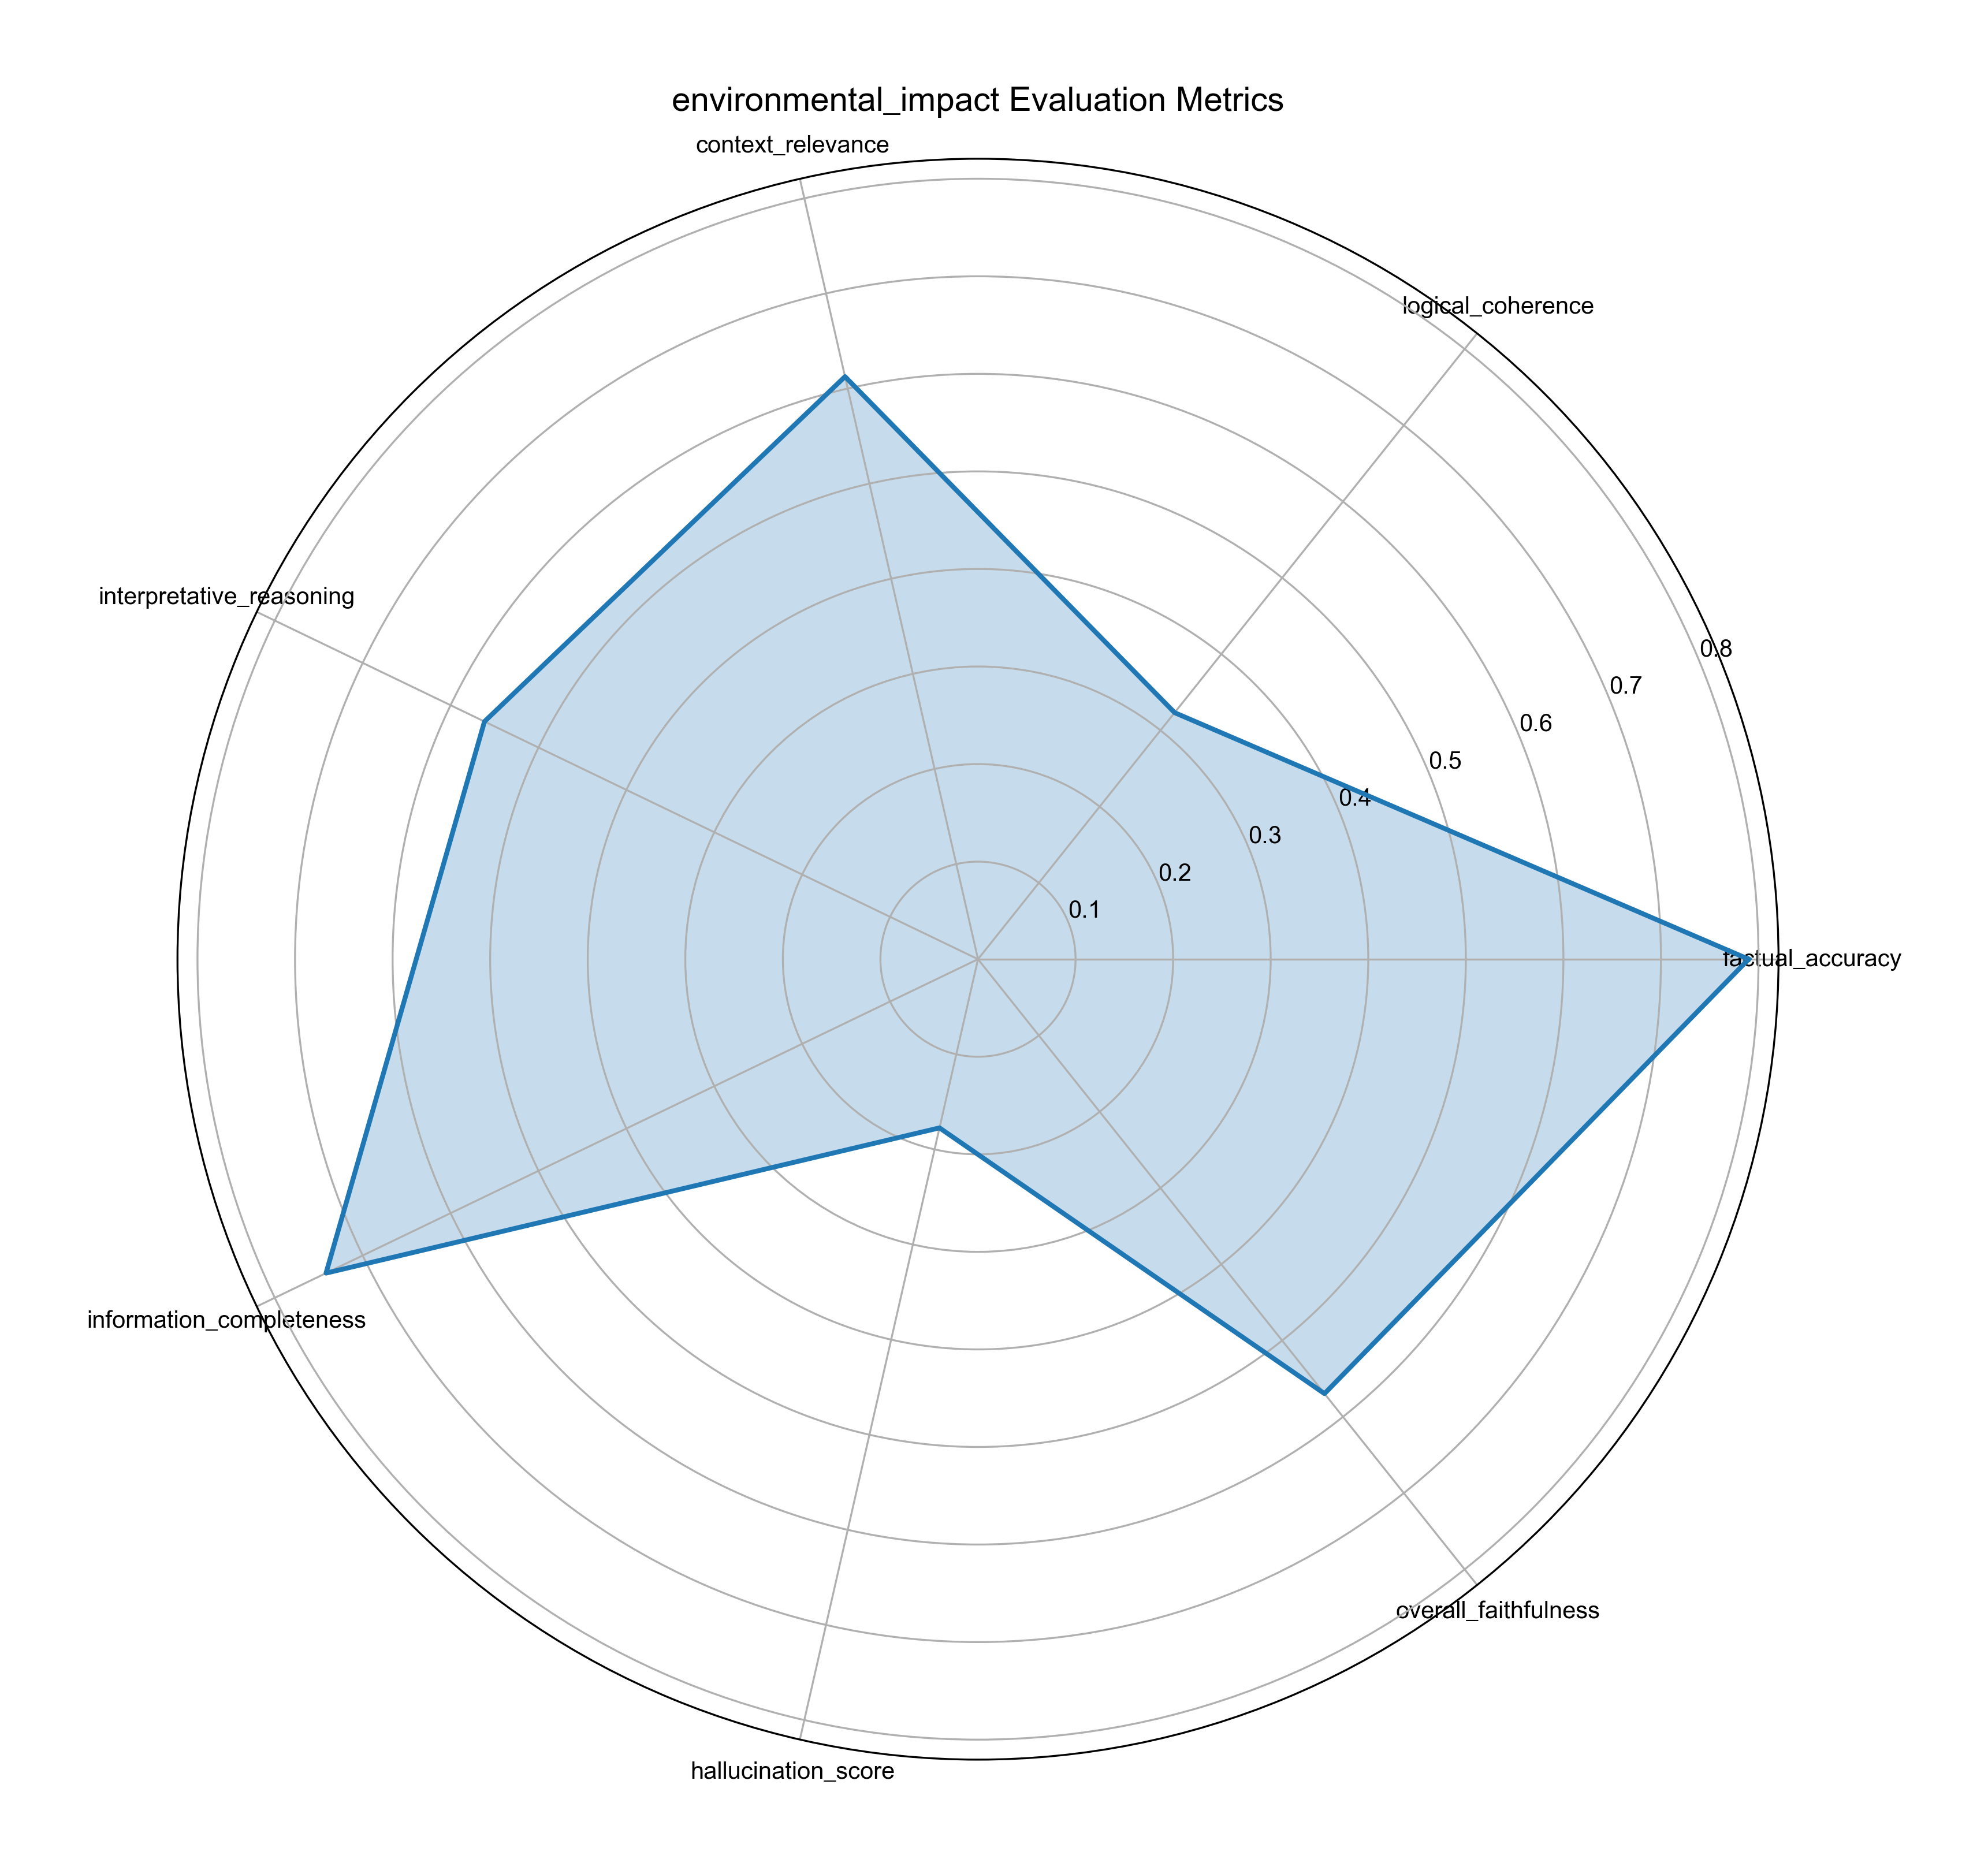 environmental_impact Evaluation Metrics
context_relevance
logical_coherence
interpretative_reasoning
0.8
0.7
0.6
0.5
0.4
0.3
0.2
0.1
factual_accuracy
information_completeness
overall_faithfulness
hallucination_score